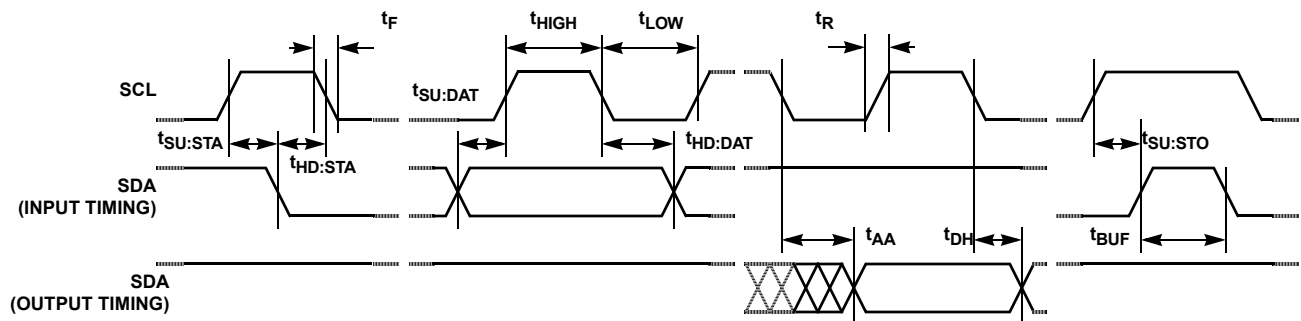 tF
tHIGH
tLOW
tR
SCL
tSU:DAT
tSU:STA
tHD:STA
tHD:DAT
tSU:STO
SDA
(INPUT TIMING)
tAA
tDH
tBUF
SDA
(OUTPUT TIMING)